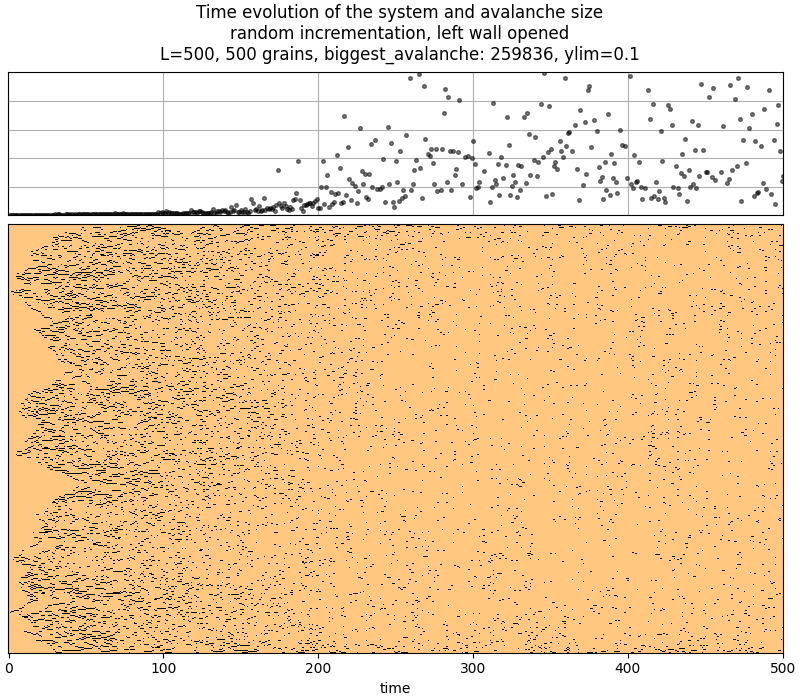 Time evolution of the system and avalanche size
random incrementation, left wall opened
L=500, 500 grains, biggest_avalanche: 259836, ylim=0.1
0 100 200 300 400 500
time